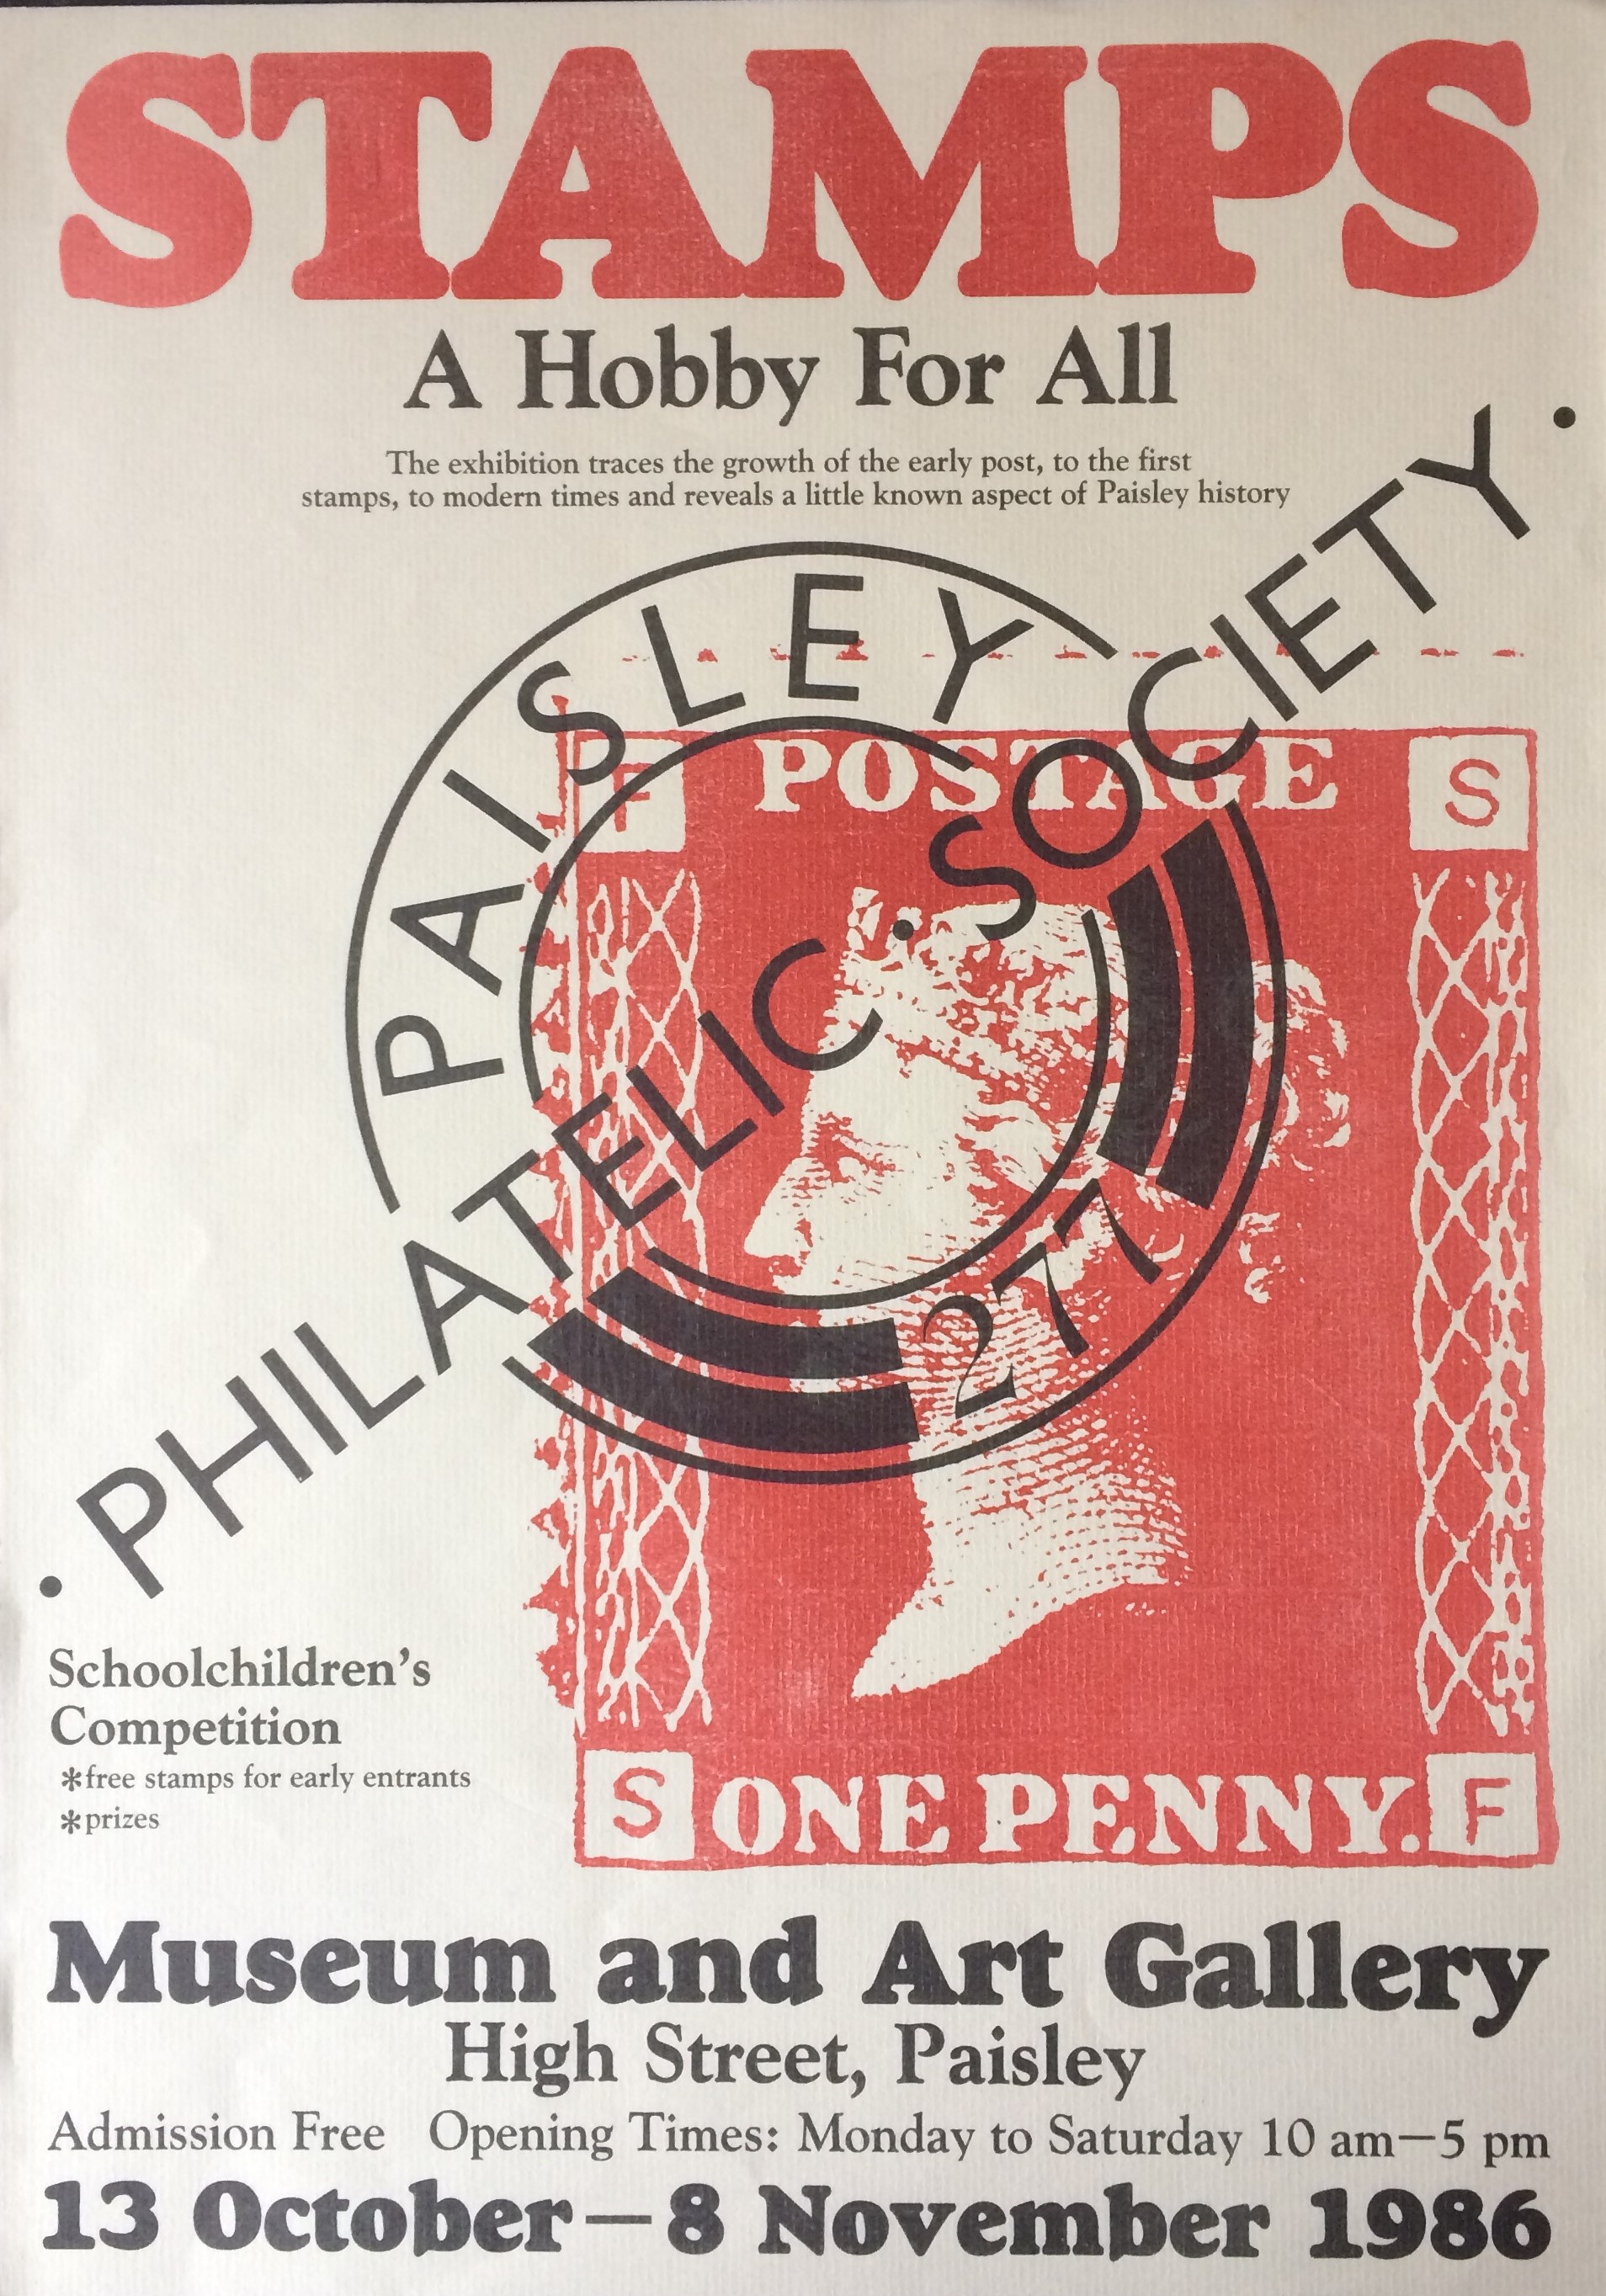 STAMPS
A Hobby For All
The exhibition traces the growth of the early post, to the first
stamps, to modern times and reveals a little known aspect of Paisley history
PAISLEY
· PHILATELIC · SOCIETY ·
277
F POSTAGE S
S ONE PENNY. F
Schoolchildren's
Competition
*free stamps for early entrants
*prizes
Museum and Art Gallery
High Street, Paisley
Admission Free Opening Times: Monday to Saturday 10 am—5 pm
13 October—8 November 1986